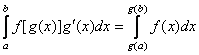 ∫_a^b f[g(x)]g'(x)dx = ∫_{g(a)}^{g(b)} f(x)dx